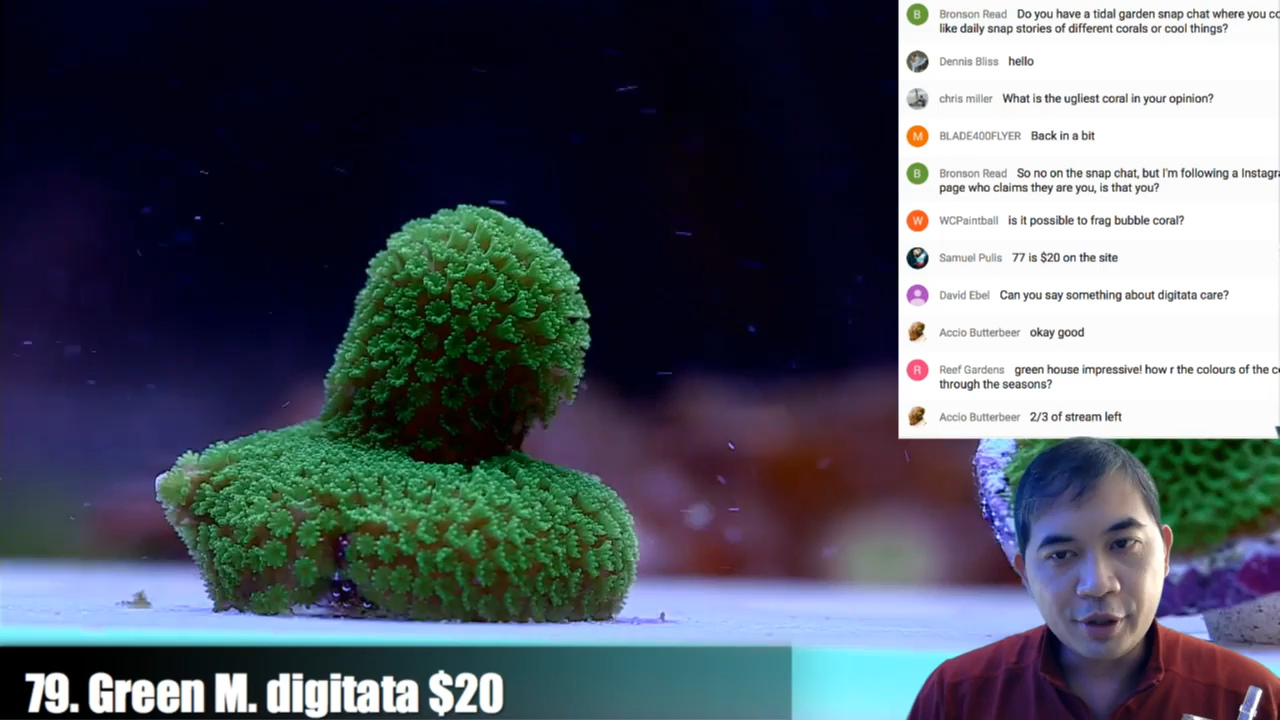 B Bronson Read Do you have a tidal garden snap chat where you
like daily snap stories of different corals or cool things?
Dennis Bliss hello
chris miller What is the ugliest coral in your opinion?
M BLADE400FLYER Back in a bit
B Bronson Read So no on the snap chat, but I'm following a
page who claims they are you, is that you?
W WCPaintball is it possible to frag bubble coral?
Samuel Pulis 77 is $20 on the site
David Ebel Can you say something about digitata care?
Accio Butterbeer okay good
R Reef Gardens green house impressive! how r the colours of the
through the seasons?
Accio Butterbeer 2/3 of stream left
79. Green M. digitata $20